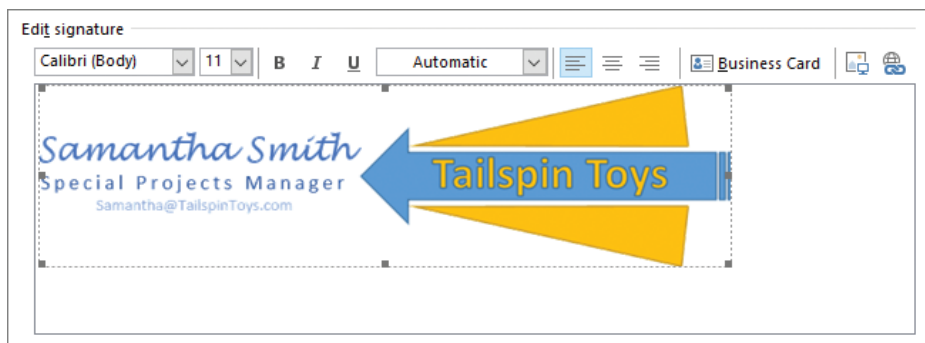 Edit signature
Calibri (Body) 11 B I U Automatic Business Card
Samantha Smith
Special Projects Manager
Samantha@TailspinToys.com
Tailspin Toys